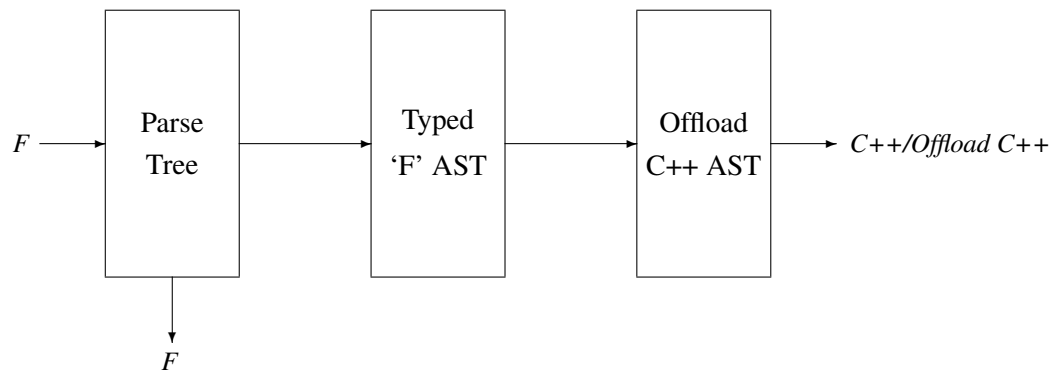 F
Parse
Tree
Typed
‘F’ AST
Offload
C++ AST
C++/Offload C++
F